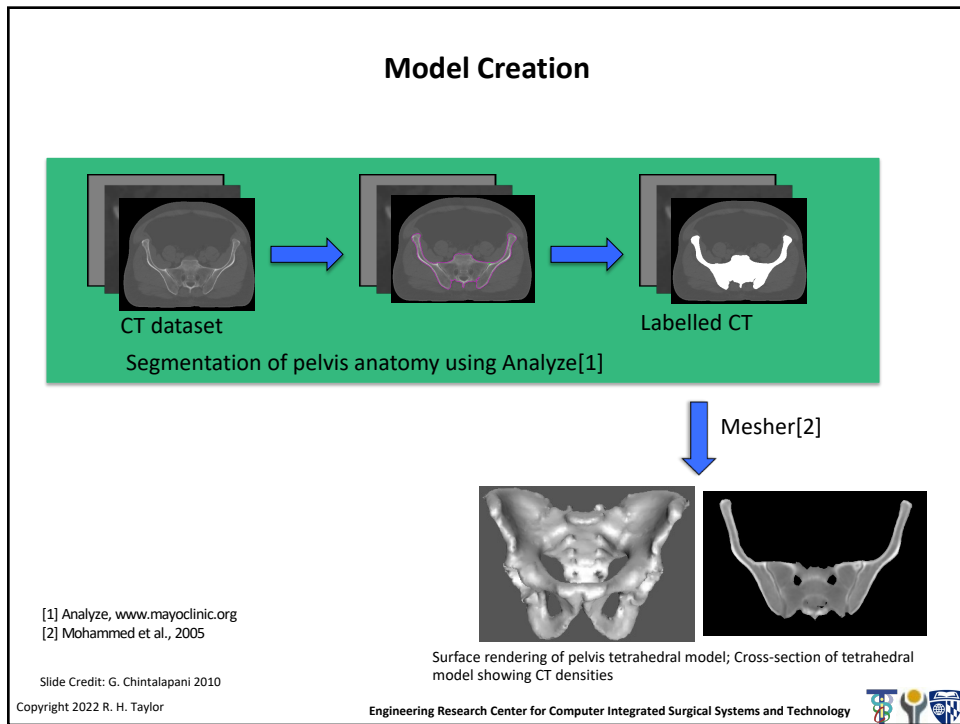 Model Creation
CT dataset
Labelled CT
Segmentation of pelvis anatomy using Analyze[1]
Mesher[2]
[1] Analyze, www.mayoclinic.org
[2] Mohammed et al., 2005
Surface rendering of pelvis tetrahedral model; Cross-section of tetrahedral
model showing CT densities
Slide Credit: G. Chintalapani 2010
Copyright 2022 R. H. Taylor
Engineering Research Center for Computer Integrated Surgical Systems and Technology